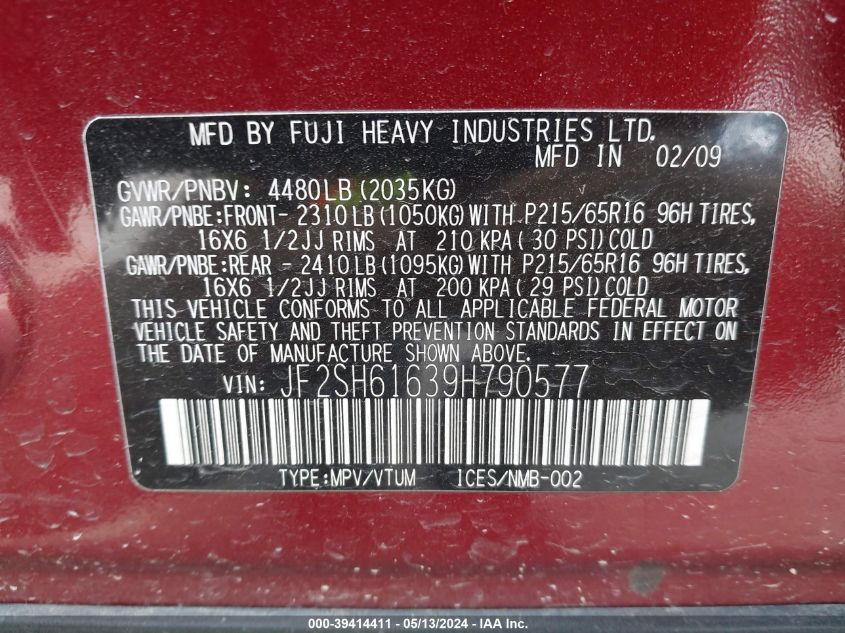 MFD BY FUJI HEAVY INDUSTRIES LTD.
MFD IN 02/09
GVWR/PNBV: 4480LB (2035KG)
GAWR/PNBE:FRONT- 2310LB (1050KG) WITH P215/65R16 96H TIRES,
16X6 1/2JJ RIMS AT 210 KPA ( 30 PSI) COLD
GAWR/PNBE:REAR - 2410LB (1095KG) WITH P215/65R16 96H TIRES,
16X6 1/2JJ RIMS AT 200 KPA ( 29 PSI) COLD
THIS VEHICLE CONFORMS TO ALL APPLICABLE FEDERAL MOTOR
VEHICLE SAFETY AND THEFT PREVENTION STANDARDS IN EFFECT ON
THE DATE OF MANUFACTURE SHOWN ABOVE.
VIN: JF2SH61639H790577
TYPE:MPV/VTUM ICES/NMB-002
000-39414411 - 05/13/2024 - IAA Inc.